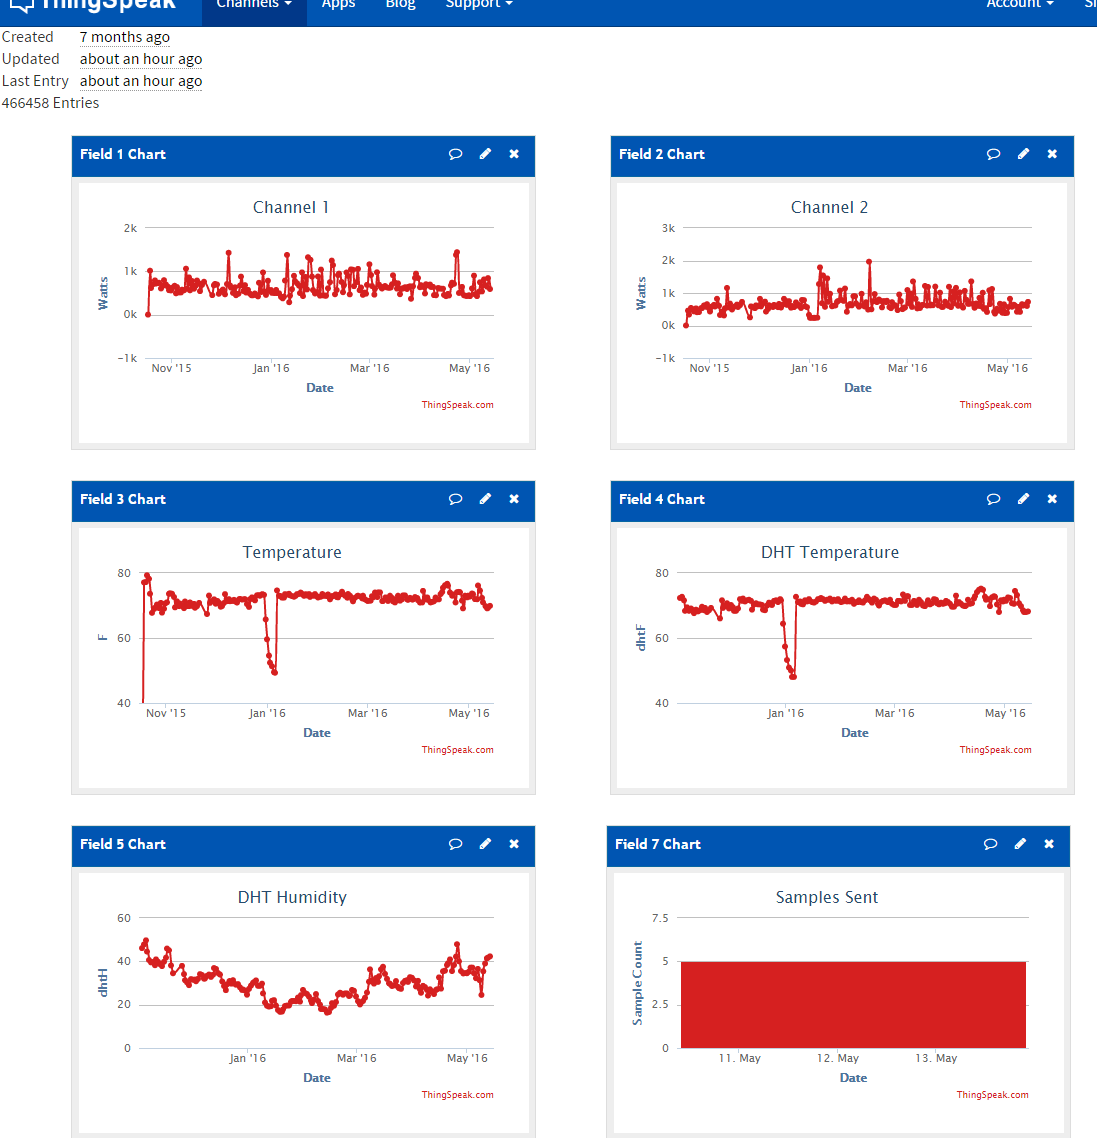 ThingSpeak Channels Apps Blog Support Account
Created 7 months ago
Updated about an hour ago
Last Entry about an hour ago
466458 Entries
Field 1 Chart
Channel 1
2k
1k
0k
-1k
Watts
Nov '15 Jan '16 Mar '16 May '16
Date
ThingSpeak.com
Field 2 Chart
Channel 2
3k
2k
1k
0k
-1k
Watts
Nov '15 Jan '16 Mar '16 May '16
Date
ThingSpeak.com
Field 3 Chart
Temperature
80
60
40
F
Nov '15 Jan '16 Mar '16 May '16
Date
ThingSpeak.com
Field 4 Chart
DHT Temperature
80
60
40
dhtF
Jan '16 Mar '16 May '16
Date
ThingSpeak.com
Field 5 Chart
DHT Humidity
60
40
20
0
dhtH
Jan '16 Mar '16 May '16
Date
ThingSpeak.com
Field 7 Chart
Samples Sent
7.5
5
2.5
0
Sample Count
11. May 12. May 13. May
Date
ThingSpeak.com